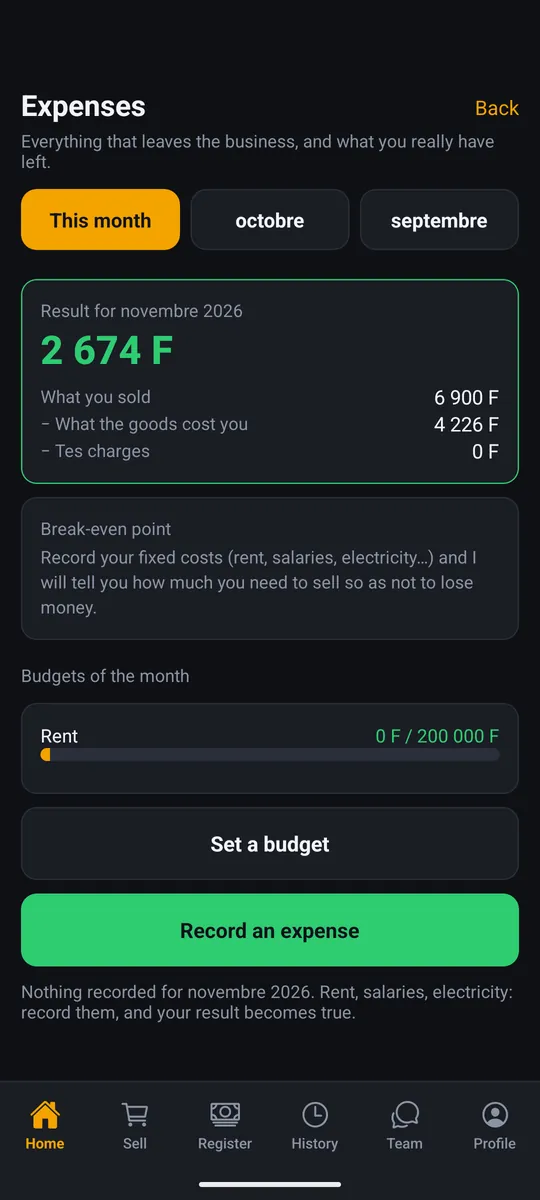 Expenses
Back
Everything that leaves the business, and what you really have
left.
This month
octobre
septembre
Result for novembre 2026
2 674 F
What you sold
6 900 F
− What the goods cost you
4 226 F
− Tes charges
0 F
Break-even point
Record your fixed costs (rent, salaries, electricity…) and I
will tell you how much you need to sell so as not to lose
money.
Budgets of the month
Rent
0 F / 200 000 F
Set a budget
Record an expense
Nothing recorded for novembre 2026. Rent, salaries, electricity:
record them, and your result becomes true.
Home
Sell
Register
History
Team
Profile